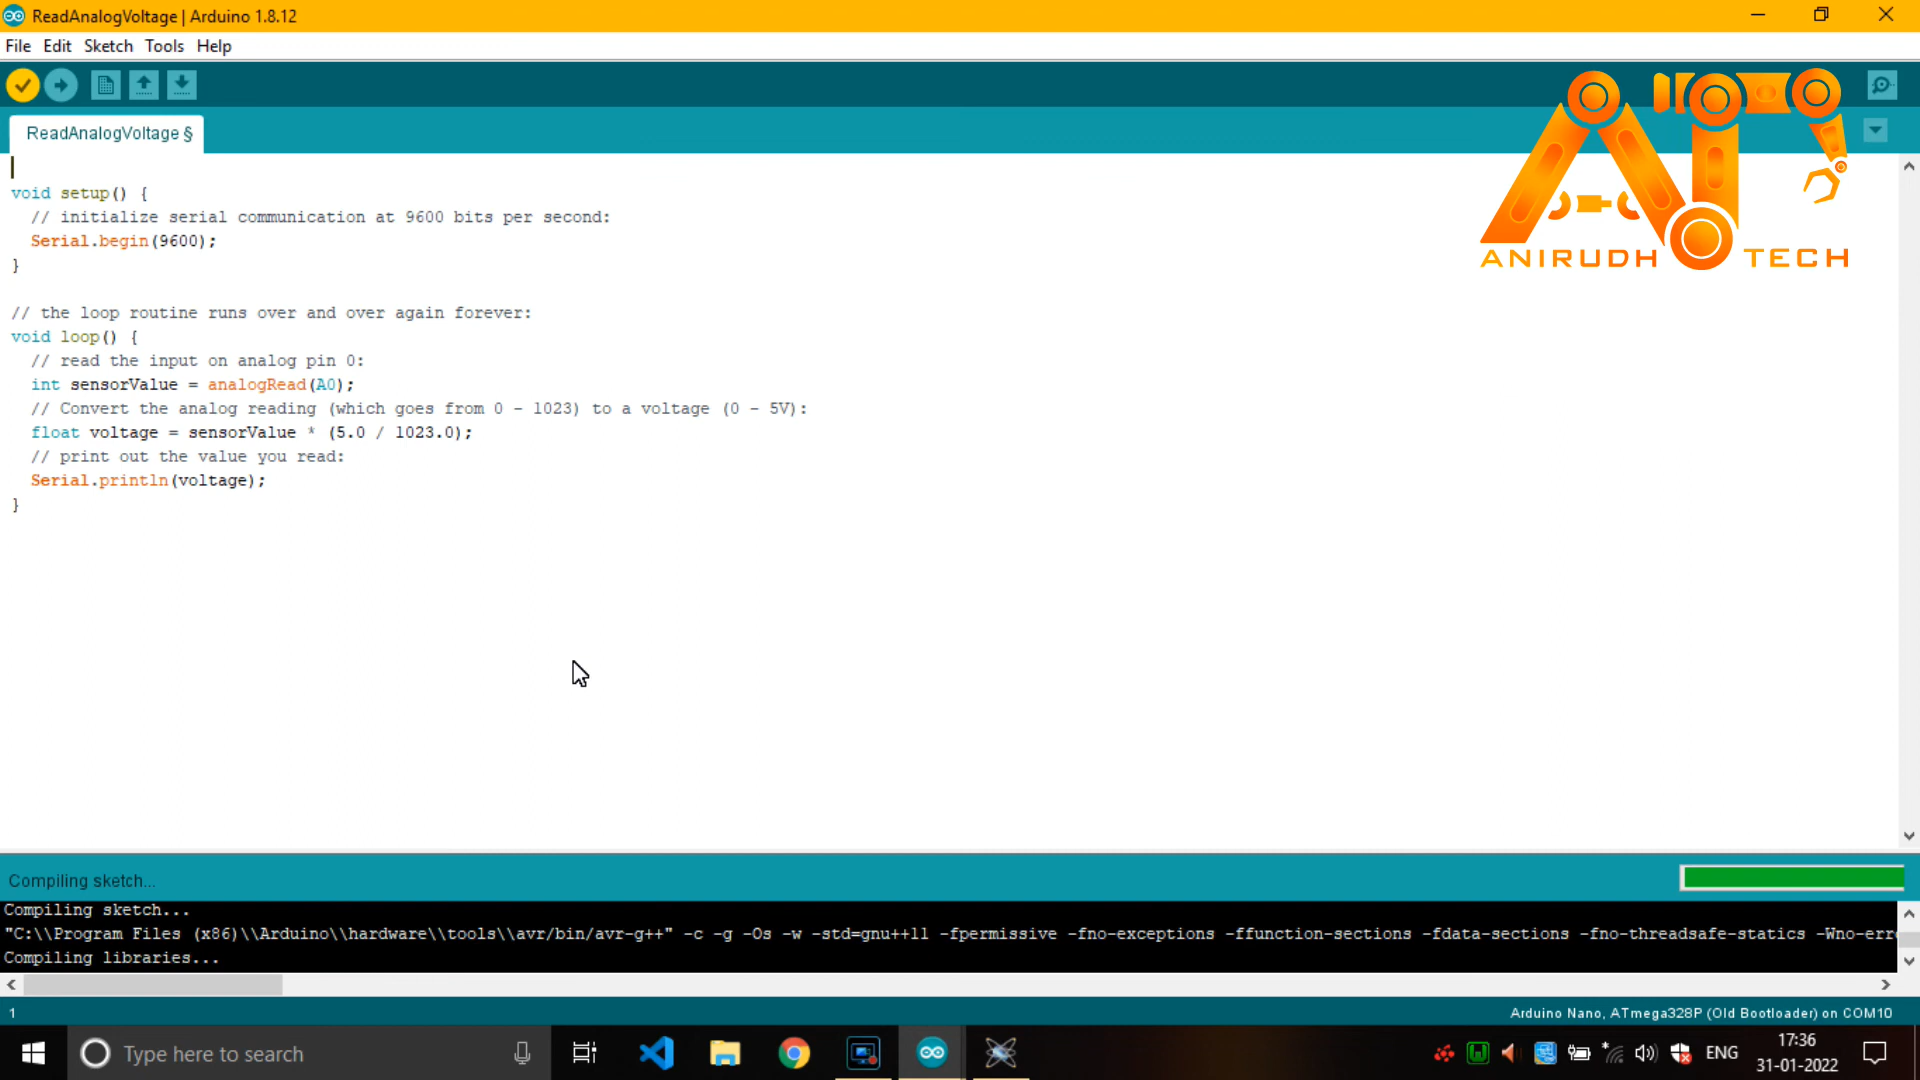 ReadAnalogVoltage | Arduino 1.8.12
File Edit Sketch Tools Help
ReadAnalogVoltage §
ANIRUDH TECH
void setup() {
  // initialize serial communication at 9600 bits per second:
  Serial.begin(9600);
}
// the loop routine runs over and over again forever:
void loop() {
  // read the input on analog pin 0:
  int sensorValue = analogRead(A0);
  // Convert the analog reading (which goes from 0 - 1023) to a voltage (0 - 5V):
  float voltage = sensorValue * (5.0 / 1023.0);
  // print out the value you read:
  Serial.println(voltage);
}
Compiling sketch...
Compiling sketch...
"C:\\Program Files (x86)\\Arduino\\hardware\\tools\\avr/bin/avr-g++" -c -g -Os -w -std=gnu++11 -fpermissive -fno-exceptions -ffunction-sections -fdata-sections -fno-threadsafe-statics -Wno-err
Compiling libraries...
1
Arduino Nano, ATmega328P (Old Bootloader) on COM10
Type here to search
ENG
17:36
31-01-2022